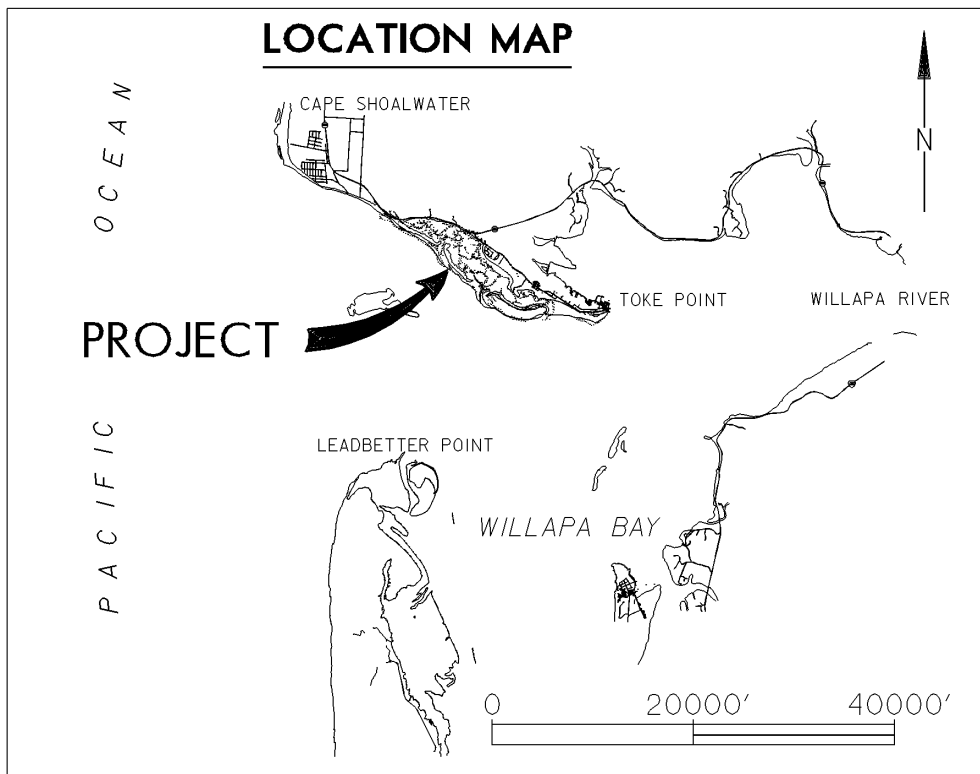 LOCATION MAP
CAPE SHOALWATER
N
PACIFIC OCEAN
TOKE POINT
WILLAPA RIVER
PROJECT
LEADBETTER POINT
WILLAPA BAY
0 20000' 40000'